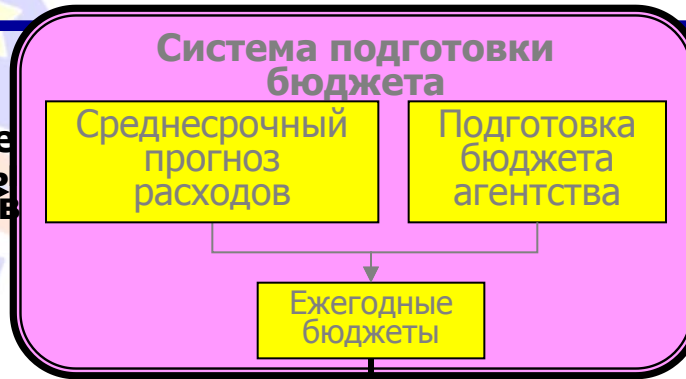 Система подготовки
бюджета
Среднесрочный
прогноз
расходов
Подготовка
бюджета
агентства
Ежегодные
бюджеты